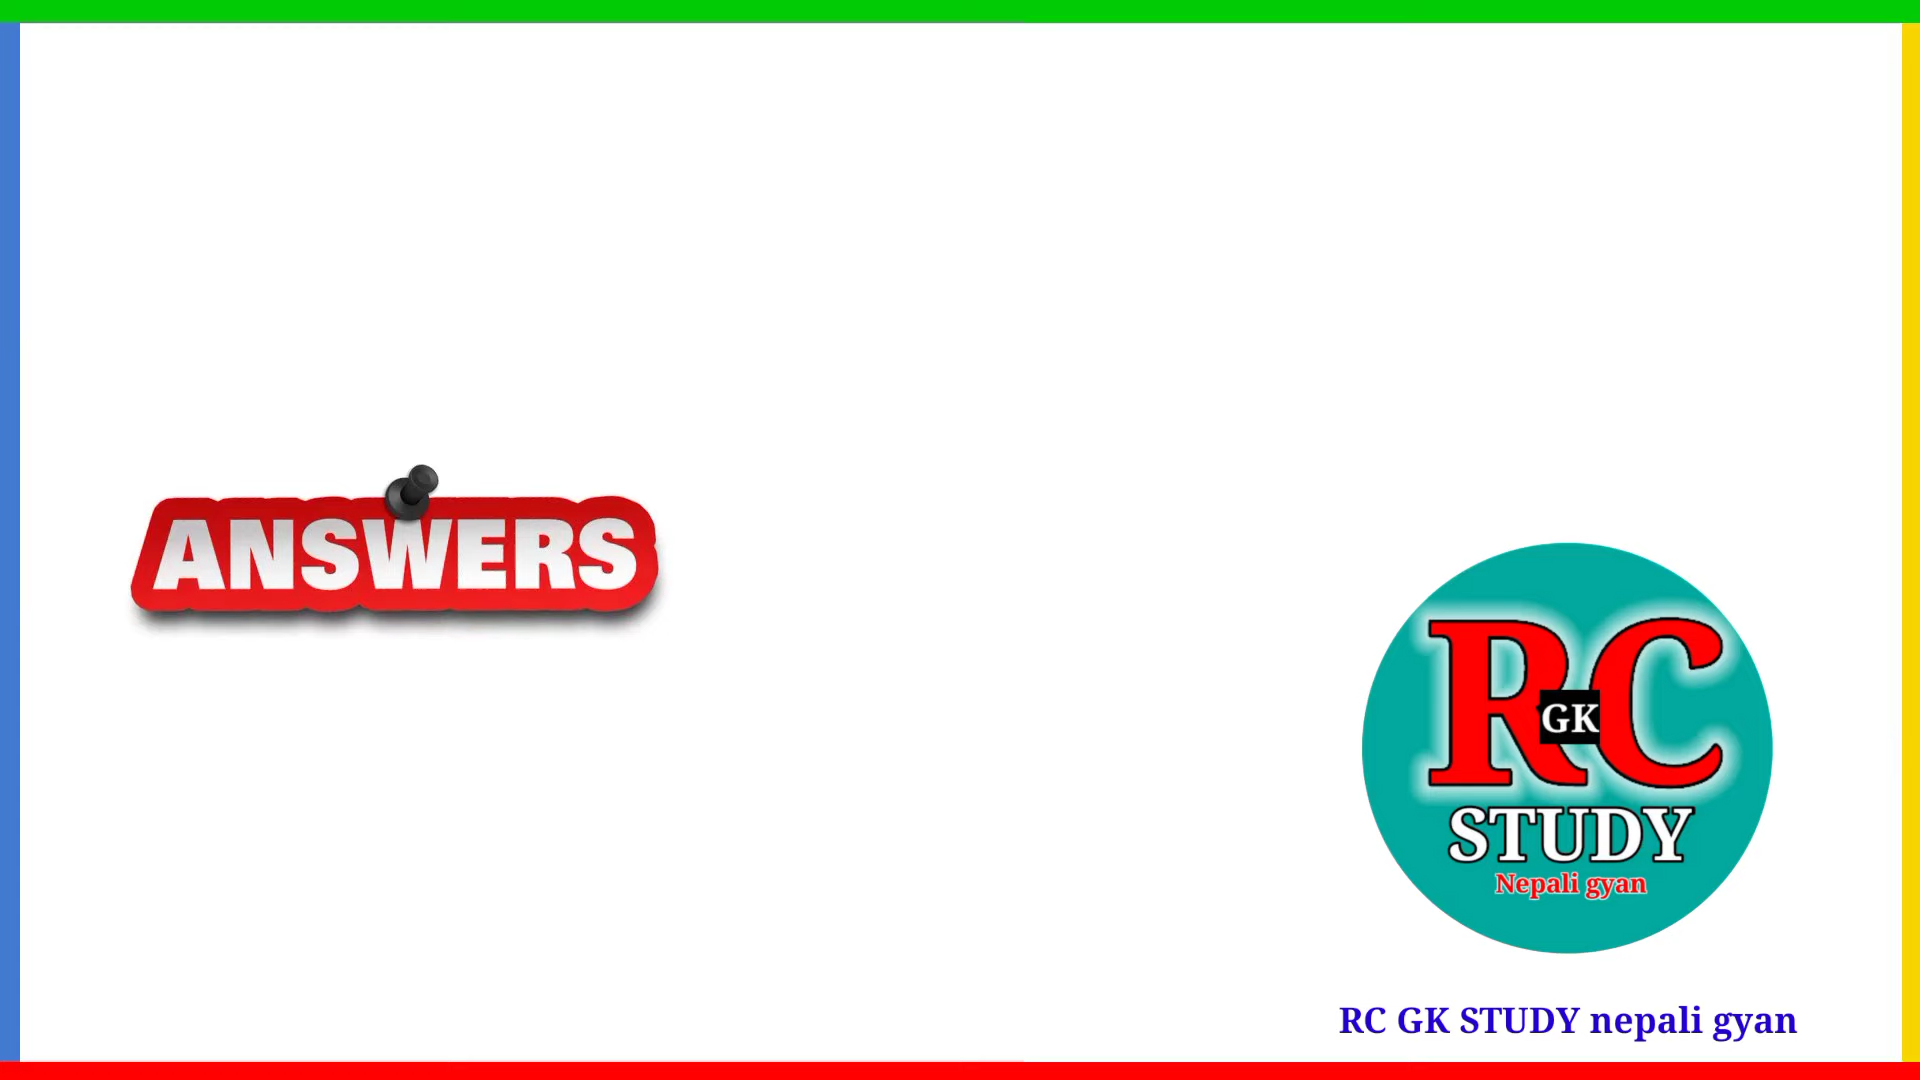 ANSWERS
RC
GK
STUDY
Nepali gyan
RC GK STUDY nepali gyan